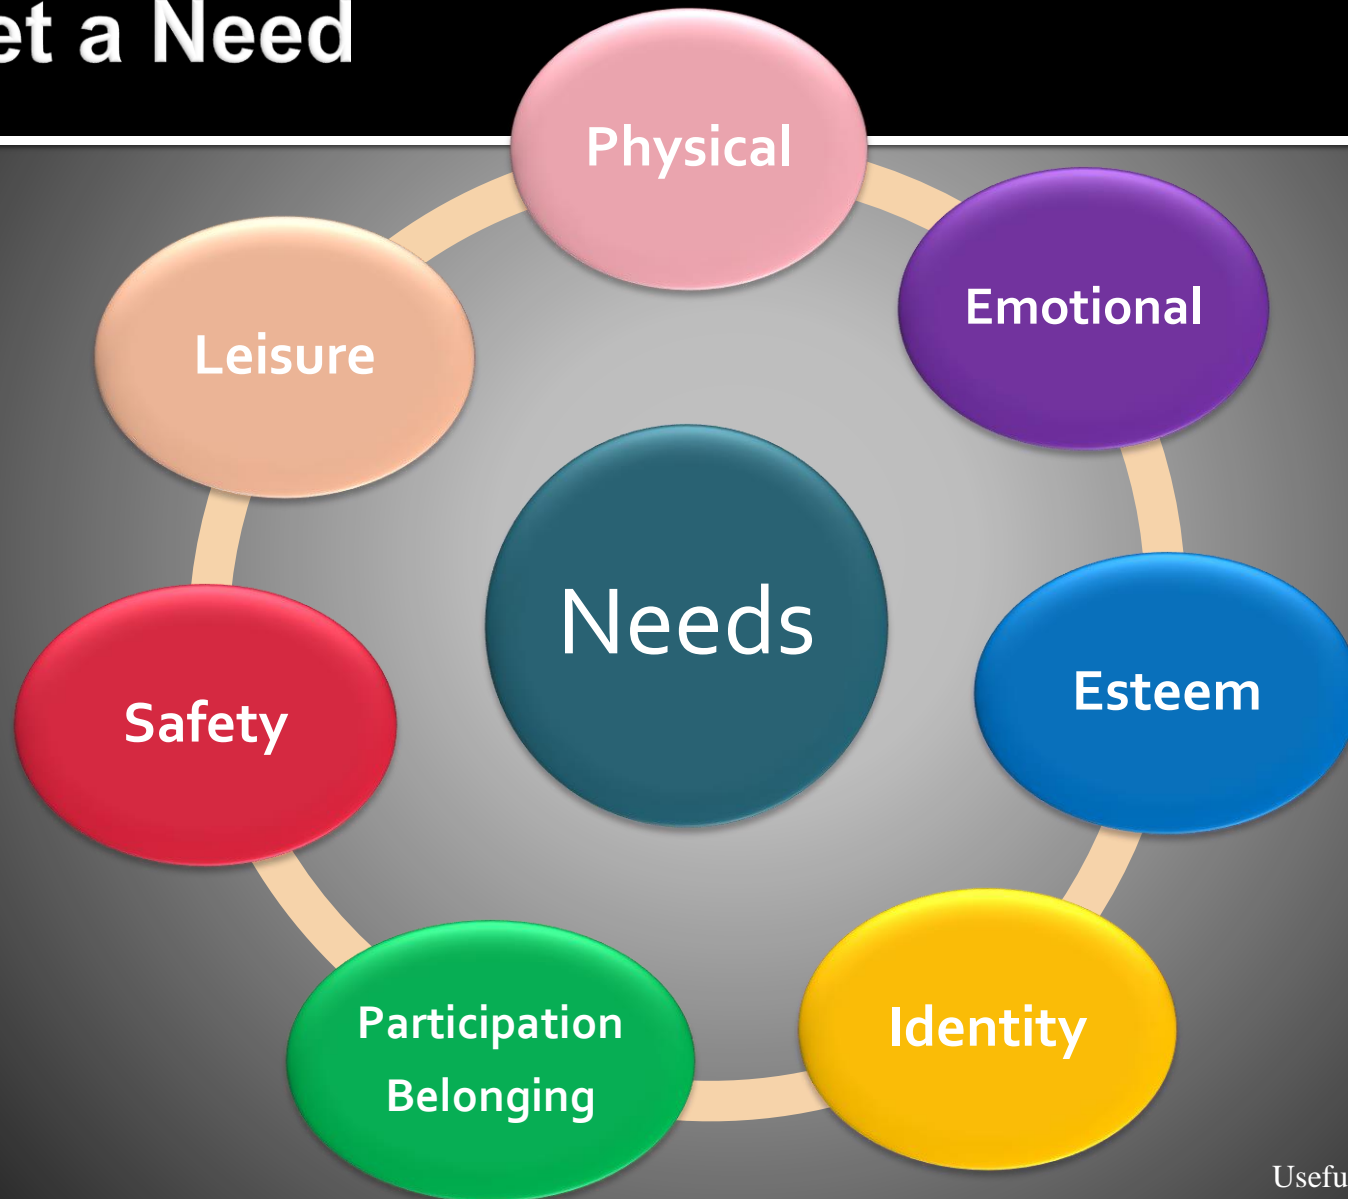 et a Need
Physical
Emotional
Leisure
Needs
Esteem
Safety
Identity
Participation
Belonging
Usefu